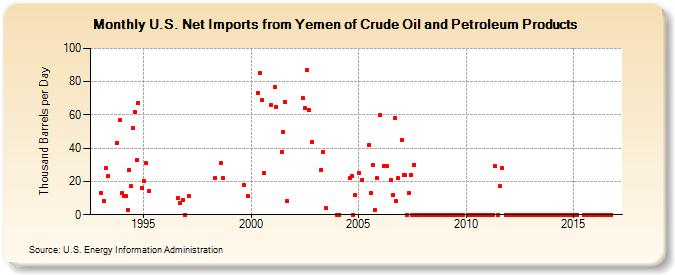 Monthly U.S. Net Imports from Yemen of Crude Oil and Petroleum Products
Thousand Barrels per Day
100
80
60
40
20
0
1995 2000 2005 2010 2015
Source: U.S. Energy Information Administration